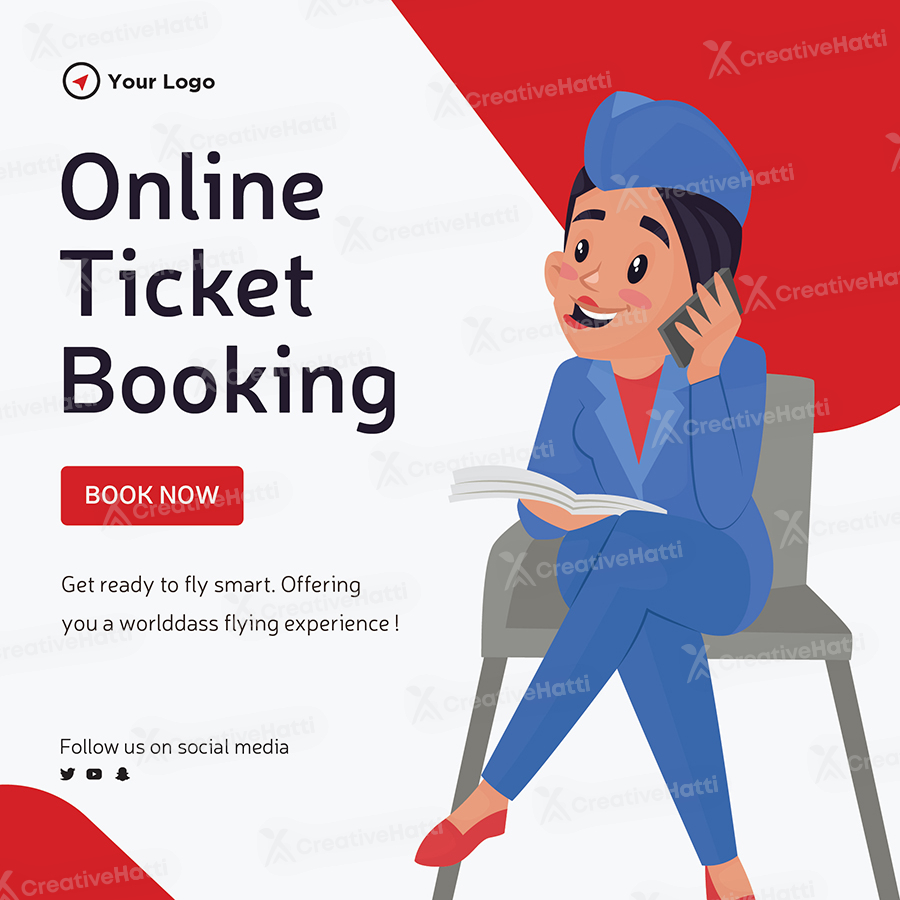 Your Logo
Online
Ticket
Booking
BOOK NOW
Get ready to fly smart. Offering
you a worlddass flying experience !
Follow us on social media
CreativeHatti